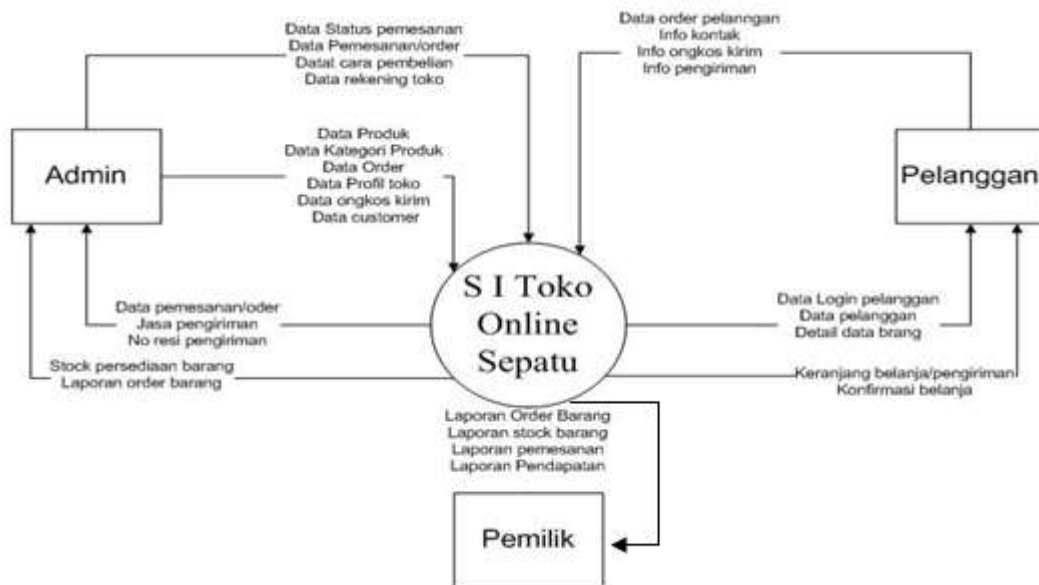 Data Status pemesanan
Data Pemesanan/order
Datat cara pembelian
Data rekening toko
Data order pelanngan
Info kontak
Info ongkos kirim
Info pengiriman
Admin
Data Produk
Data Kategori Produk
Data Order
Data Profil toko
Data ongkos kirim
Data customer
Pelanggan
S I Toko
Online
Sepatu
Data pemesanan/oder
Jasa pengiriman
No resi pengiriman
Stock persediaan barang
Laporan order barang
Data Login pelanggan
Data pelanggan
Detail data brang
Keranjang belanja/pengiriman
Konfirmasi belanja
Laporan Order Barang
Laporan stock barang
Laporan pemesanan
Laporan Pendapatan
Pemilik